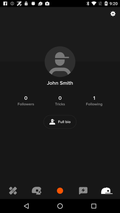 9:20
John Smith
0 0 1
Followers Tricks Following
Full bio